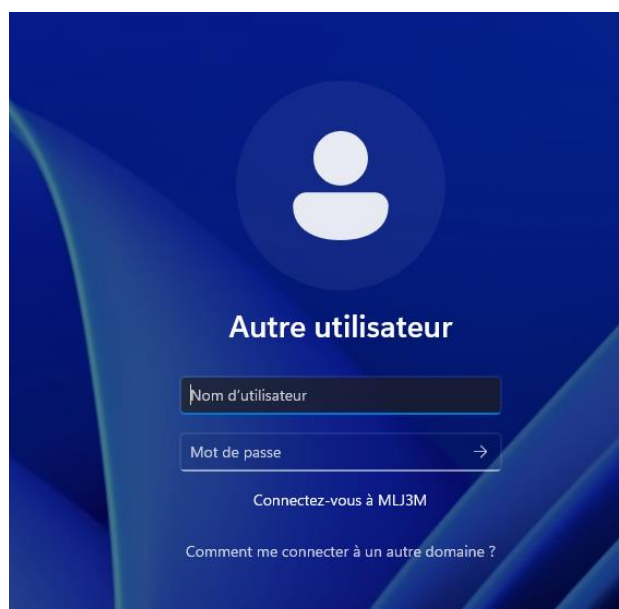 Autre utilisateur
Nom d'utilisateur
Mot de passe
Connectez-vous à MLJ3M
Comment me connecter à un autre domaine ?